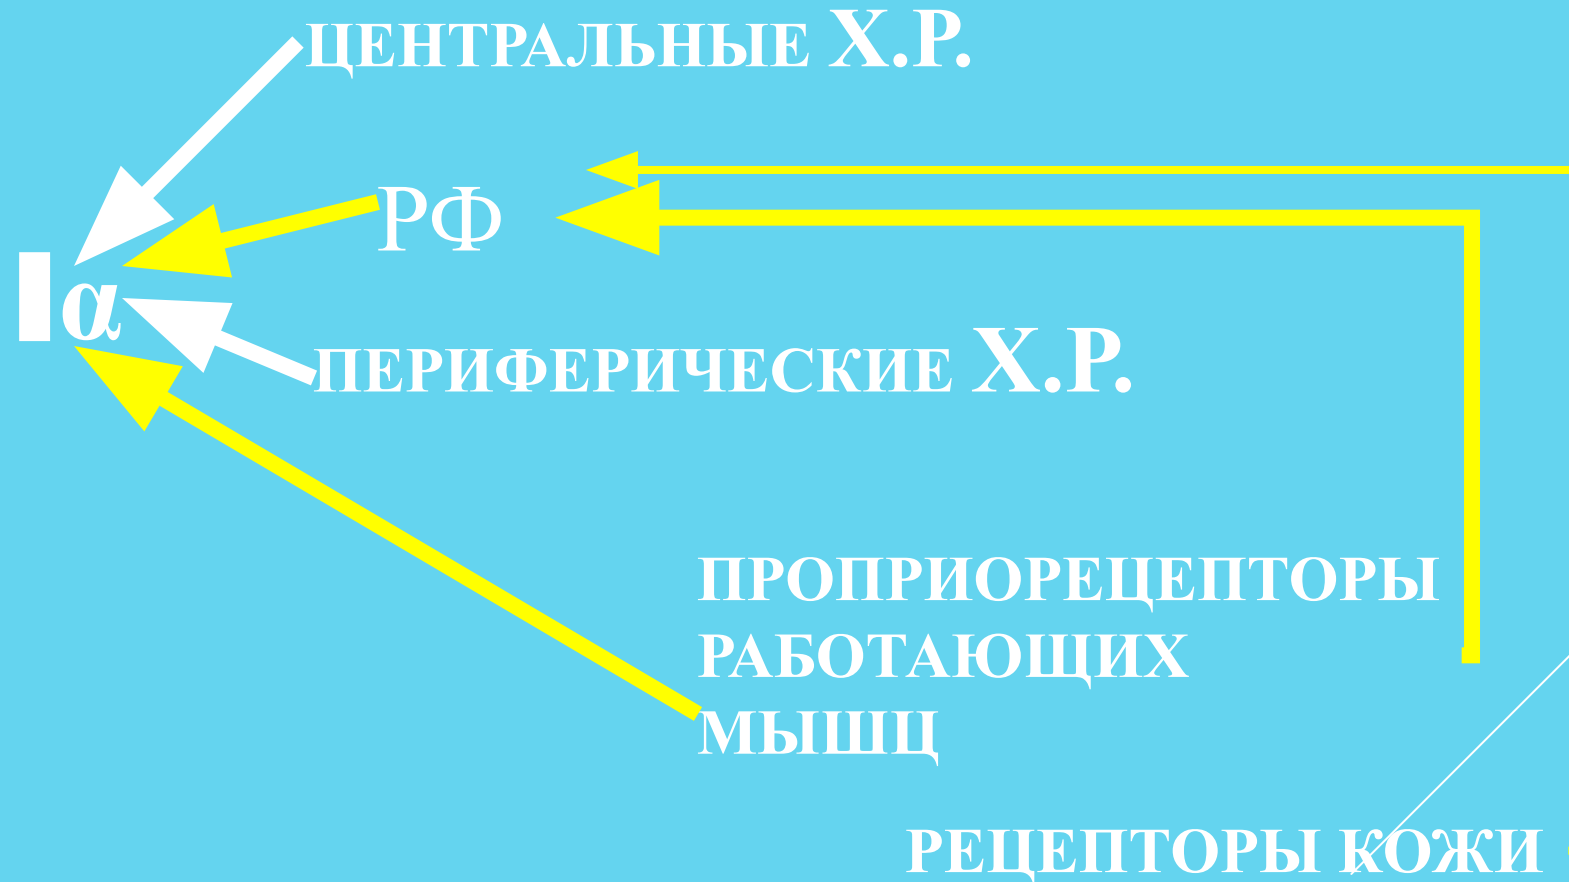 ЦЕНТРАЛЬНЫЕ Х.Р.
РФ
Iα
ПЕРИФЕРИЧЕСКИЕ Х.Р.
ПРОПРИОРЕЦЕПТОРЫ
РАБОТАЮЩИХ
МЫШЦ
РЕЦЕПТОРЫ КОЖИ